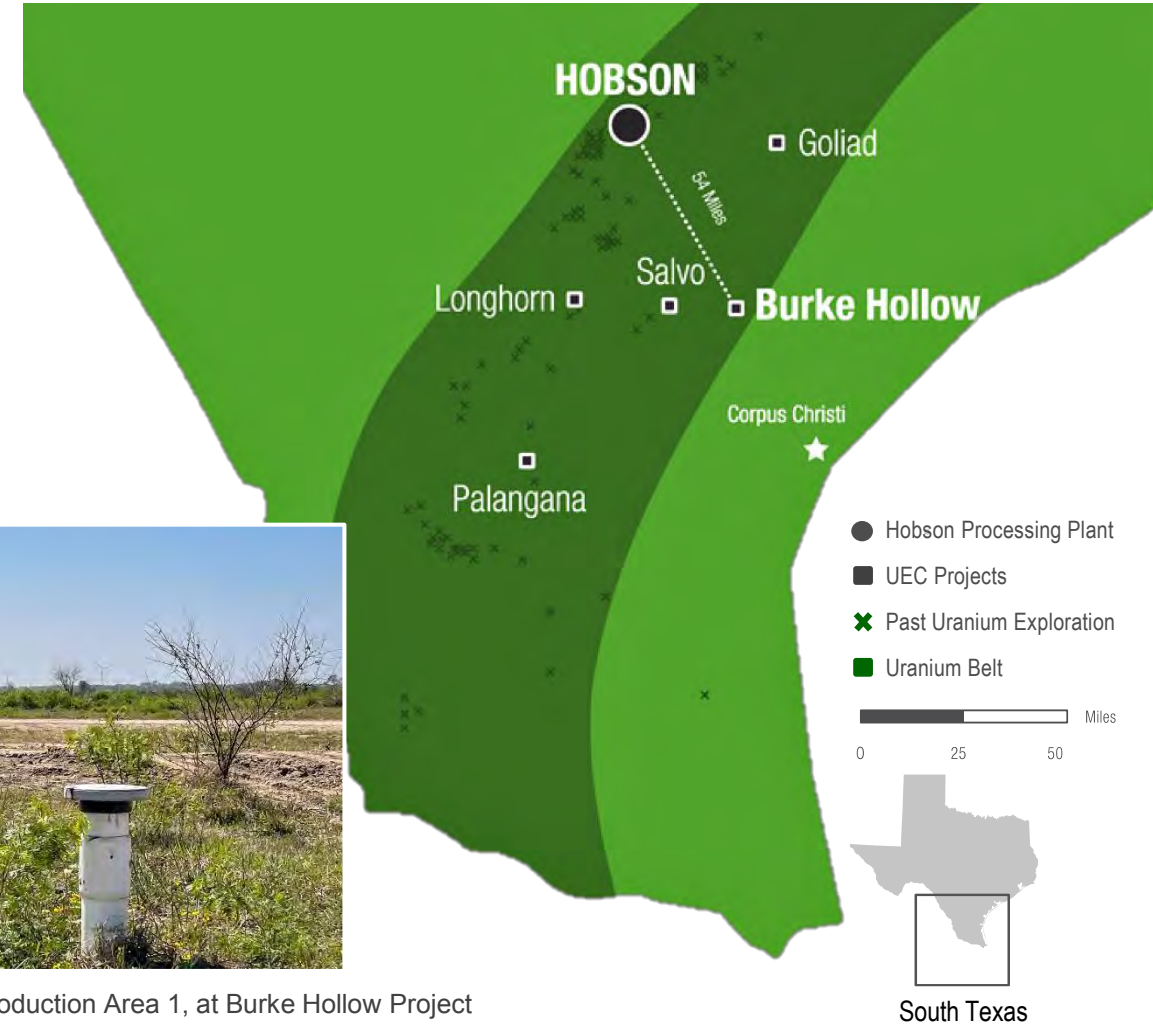 HOBSON
Goliad
54 Miles
Salvo
Longhorn
Burke Hollow
Corpus Christi
Palangana
Hobson Processing Plant
UEC Projects
Past Uranium Exploration
Uranium Belt
Miles
0 25 50
South Texas
oduction Area 1, at Burke Hollow Project